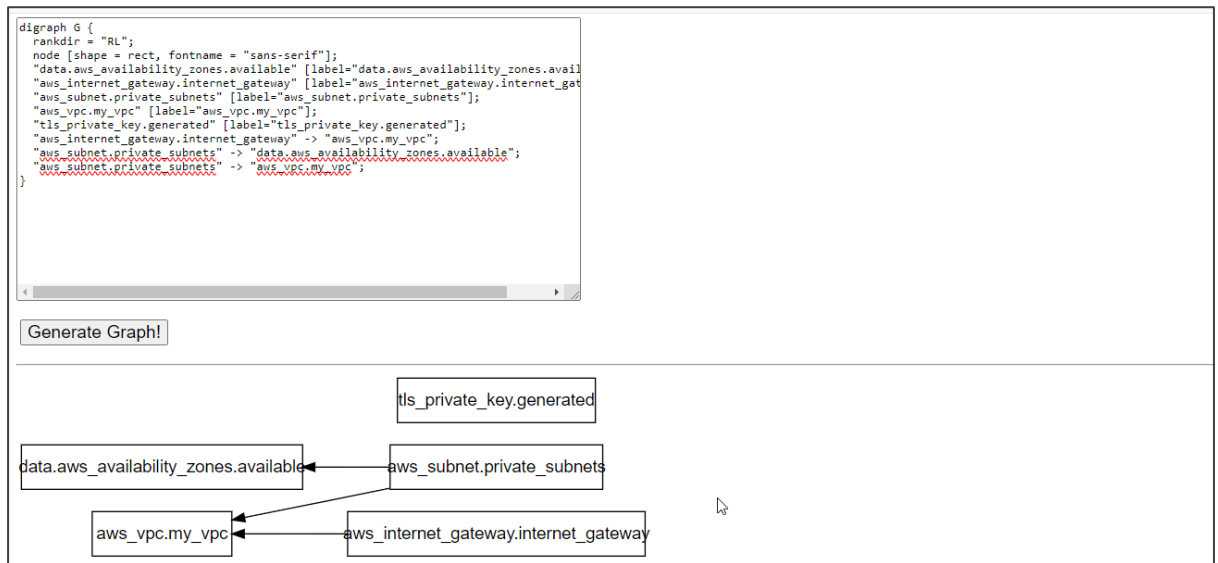 digraph G {
  rankdir = "RL";
  node [shape = rect, fontname = "sans-serif"];
  "data.aws_availability_zones.available" [label="data.aws_availability_zones.avail
  "aws_internet_gateway.internet_gateway" [label="aws_internet_gateway.internet_gat
  "aws_subnet.private_subnets" [label="aws_subnet.private_subnets"];
  "aws_vpc.my_vpc" [label="aws_vpc.my_vpc"];
  "tls_private_key.generated" [label="tls_private_key.generated"];
  "aws_internet_gateway.internet_gateway" -> "aws_vpc.my_vpc";
  "aws_subnet.private_subnets" -> "data.aws_availability_zones.available";
  "aws_subnet.private_subnets" -> "aws_vpc.my_vpc";
}
Generate Graph!
tls_private_key.generated
data.aws_availability_zones.available
aws_subnet.private_subnets
aws_vpc.my_vpc
aws_internet_gateway.internet_gateway